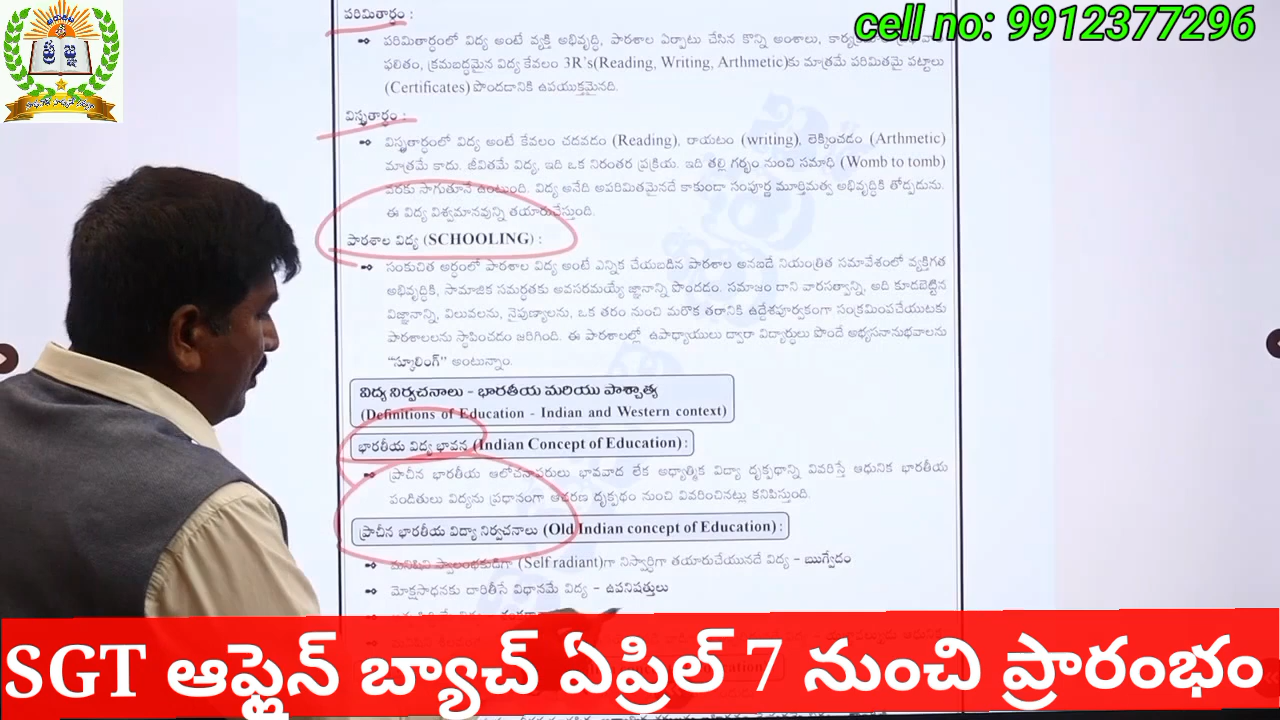 cell no: 9912377296
పరిమితార్థం :
పరిమితార్థంలో విద్య అంటే వ్యక్తి అభివృద్ధి, పాఠశాల ఏర్పాటు చేసిన కొన్ని అంశాలు,
ఫలితం, క్రమబద్ధమైన విద్య కేవలం 3R's(Reading, Writing, Arthmetic)కు మాత్రమే పరిమితమై పట్టాలు
(Certificates) పొందడానికి ఉపయుక్తమైనది.
విస్తృతార్థం :
విస్తృతార్థంలో విద్య అంటే కేవలం చదవడం (Reading), రాయటం (writing), లెక్కించడం (Arthmetic)
మాత్రమే కాదు. జీవితమే విద్య, ఇది ఒక నిరంతర ప్రక్రియ. ఇది తల్లి గర్భం నుంచి సమాధి (Womb to tomb)
వరకు సాగుతూనే ఉంటుంది. విద్య అనేది అపరిమితమైనదే కాకుండా సంపూర్ణ మూర్తిమత్వ అభివృద్ధికి తోడ్పడును.
ఈ విద్య విశ్వమానవున్ని తయారుచేస్తుంది.
పాఠశాల విద్య (SCHOOLING) :
సంకుచిత అర్థంలో పాఠశాల విద్య అంటే ఎన్నిక చేయబడిన పాఠశాల అనబడే నియంత్రిత సమావేశంలో వ్యక్తిగత
అభివృద్ధికి, సామాజిక సమర్థతకు అవసరమయ్యే జ్ఞానాన్ని పొందడం. సమాజం దాని వారసత్వాన్ని, అది కూడబెట్టిన
విజ్ఞానాన్ని, విలువలను, నైపుణ్యాలను, ఒక తరం నుంచి మరొక తరానికి ఉద్దేశపూర్వకంగా సంక్రమింపచేయుటకు
పాఠశాలలను స్థాపించడం జరిగింది. ఈ పాఠశాలల్లో ఉపాధ్యాయులు ద్వారా విద్యార్థులు పొందే అభ్యసనానుభవాలను
"స్కూలింగ్" అంటున్నాం.
విద్య నిర్వచనాలు - భారతీయ మరియు పాశ్చాత్య
(Definitions of Education - Indian and Western context)
భారతీయ విద్య భావన (Indian Concept of Education) :
ప్రాచీన భారతీయ ఆలోచనాపరులు భావవాద లేక అధ్యాత్మిక విద్యా దృక్పథాన్ని వివరిస్తే ఆధునిక భారతీయ
పండితులు విద్యను ప్రధానంగా ఆచరణ దృక్పథం నుంచి వివరించినట్లు కనిపిస్తుంది.
ప్రాచీన భారతీయ విద్యా నిర్వచనాలు (Old Indian concept of Education) :
మనిషిని స్వాలంభకుడిగా (Self radiant)గా నిస్వార్థిగా తయారుచేయునదే విద్య - ఋగ్వేదం
మోక్షసాధనకు దారితీసే విధానమే విద్య - ఉపనిషత్తులు
SGT ఆఫ్లైన్ బ్యాచ్ ఏప్రిల్ 7 నుంచి ప్రారంభం